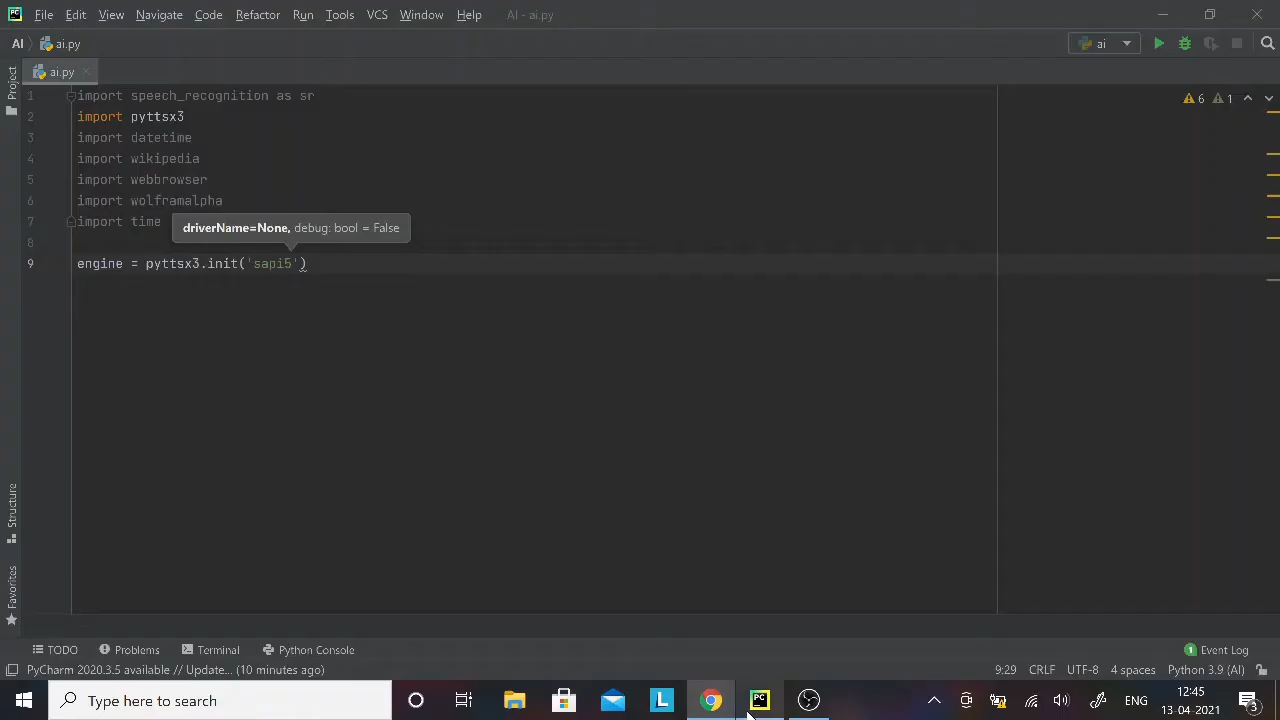 File Edit View Navigate Code Refactor Run Tools VCS Window Help AI - ai.py
AI ai.py ai
ai.py
Project
1 import speech_recognition as sr
6 1
2 import pyttsx3
3 import datetime
4 import wikipedia
5 import webbrowser
6 import wolframalpha
7 import time
driverName=None, debug: bool = False
8
9 engine = pyttsx3.init('sapi5')
Structure
Favorites
TODO Problems Terminal Python Console 1 Event Log
PyCharm 2020.3.5 available // Update... (10 minutes ago) 9:29 CRLF UTF-8 4 spaces Python 3.9 (AI)
Type here to search L PC ENG 12:45
13-04-2021 3